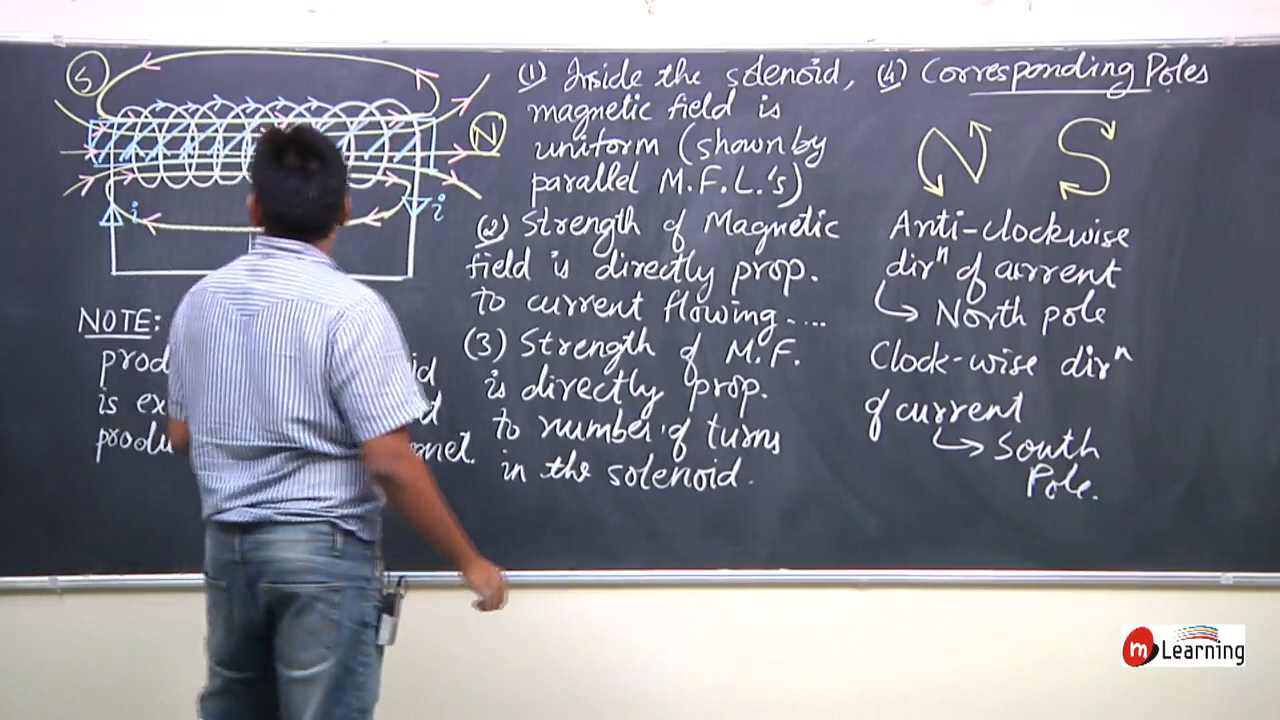 S
N
i
i
NOTE:
prod
is ex
produ
onet.
(1) Inside the solenoid,
magnetic field is
uniform (shown by
parallel M.F.L.'s)
(2) Strength of Magnetic
field is directly prop.
to current flowing....
(3) Strength of M.F.
is directly prop.
to number of turns
in the solenoid.
(4) Corresponding Poles
N S
Anti-clockwise
dirⁿ of current
↳ North pole
Clock-wise dirⁿ
of current
↳ South
Pole.
m Learning